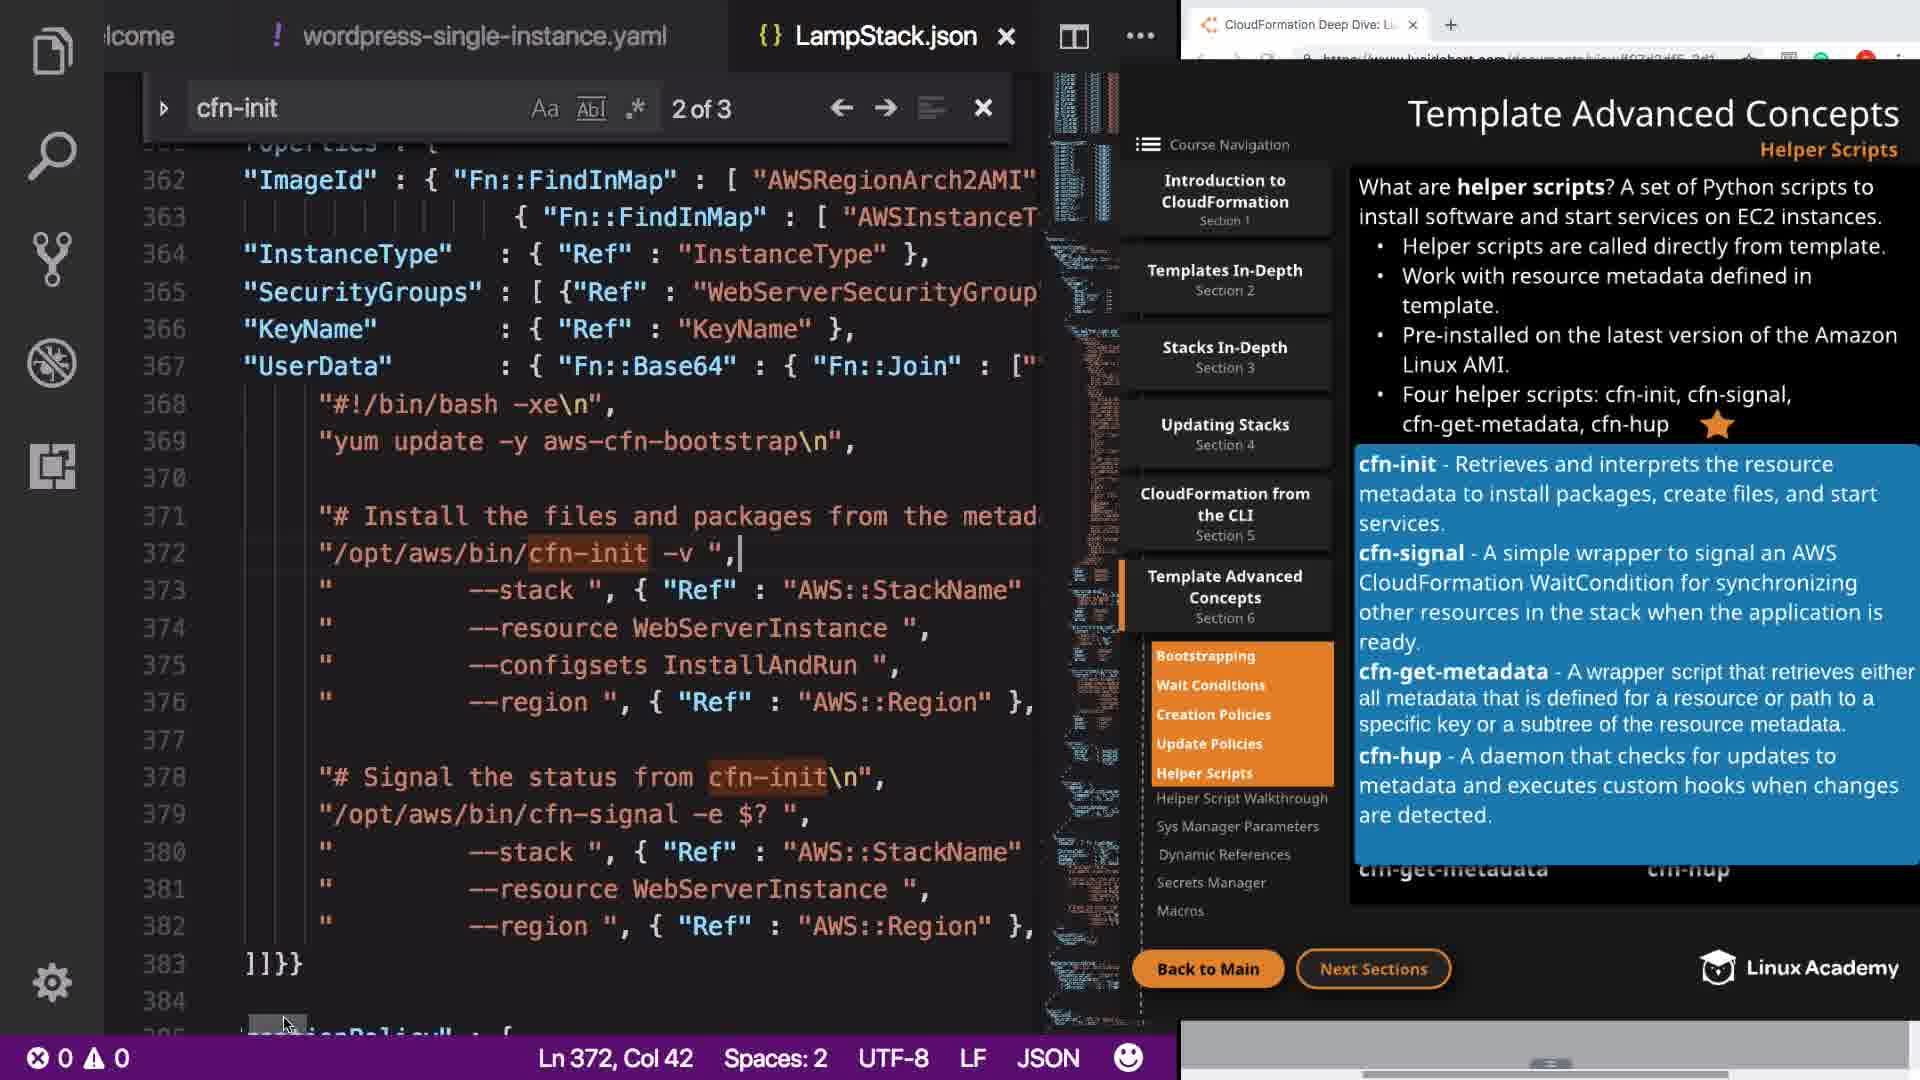 lcome
! wordpress-single-instance.yaml
{} LampStack.json
cfn-init
Aa Abl .* 2 of 3
362 "ImageId" : { "Fn::FindInMap" : [ "AWSRegionArch2AMI"
363 { "Fn::FindInMap" : [ "AWSInstanceT
364 "InstanceType" : { "Ref" : "InstanceType" },
365 "SecurityGroups" : [ {"Ref" : "WebServerSecurityGroup
366 "KeyName" : { "Ref" : "KeyName" },
367 "UserData" : { "Fn::Base64" : { "Fn::Join" : ["
368 "#!/bin/bash -xe\n",
369 "yum update -y aws-cfn-bootstrap\n",
370
371 "# Install the files and packages from the metad
372 "/opt/aws/bin/cfn-init -v ",
373 " --stack ", { "Ref" : "AWS::StackName"
374 " --resource WebServerInstance ",
375 " --configsets InstallAndRun ",
376 " --region ", { "Ref" : "AWS::Region" },
377
378 "# Signal the status from cfn-init\n",
379 "/opt/aws/bin/cfn-signal -e $? ",
380 " --stack ", { "Ref" : "AWS::StackName"
381 " --resource WebServerInstance ",
382 " --region ", { "Ref" : "AWS::Region" },
383 ]]}}
384
0 0
Ln 372, Col 42 Spaces: 2 UTF-8 LF JSON
CloudFormation Deep Dive: Li
Template Advanced Concepts
Helper Scripts
Course Navigation
Introduction to
CloudFormation
Section 1
Templates In-Depth
Section 2
Stacks In-Depth
Section 3
Updating Stacks
Section 4
CloudFormation from
the CLI
Section 5
Template Advanced
Concepts
Section 6
Bootstrapping
Wait Conditions
Creation Policies
Update Policies
Helper Scripts
Helper Script Walkthrough
Sys Manager Parameters
Dynamic References
Secrets Manager
Macros
Back to Main
Next Sections
What are helper scripts? A set of Python scripts to
install software and start services on EC2 instances.
• Helper scripts are called directly from template.
• Work with resource metadata defined in
template.
• Pre-installed on the latest version of the Amazon
Linux AMI.
• Four helper scripts: cfn-init, cfn-signal,
cfn-get-metadata, cfn-hup
cfn-init - Retrieves and interprets the resource
metadata to install packages, create files, and start
services.
cfn-signal - A simple wrapper to signal an AWS
CloudFormation WaitCondition for synchronizing
other resources in the stack when the application is
ready.
cfn-get-metadata - A wrapper script that retrieves either
all metadata that is defined for a resource or path to a
specific key or a subtree of the resource metadata.
cfn-hup - A daemon that checks for updates to
metadata and executes custom hooks when changes
are detected.
cfn-get-metadata cfn-hup
Linux Academy